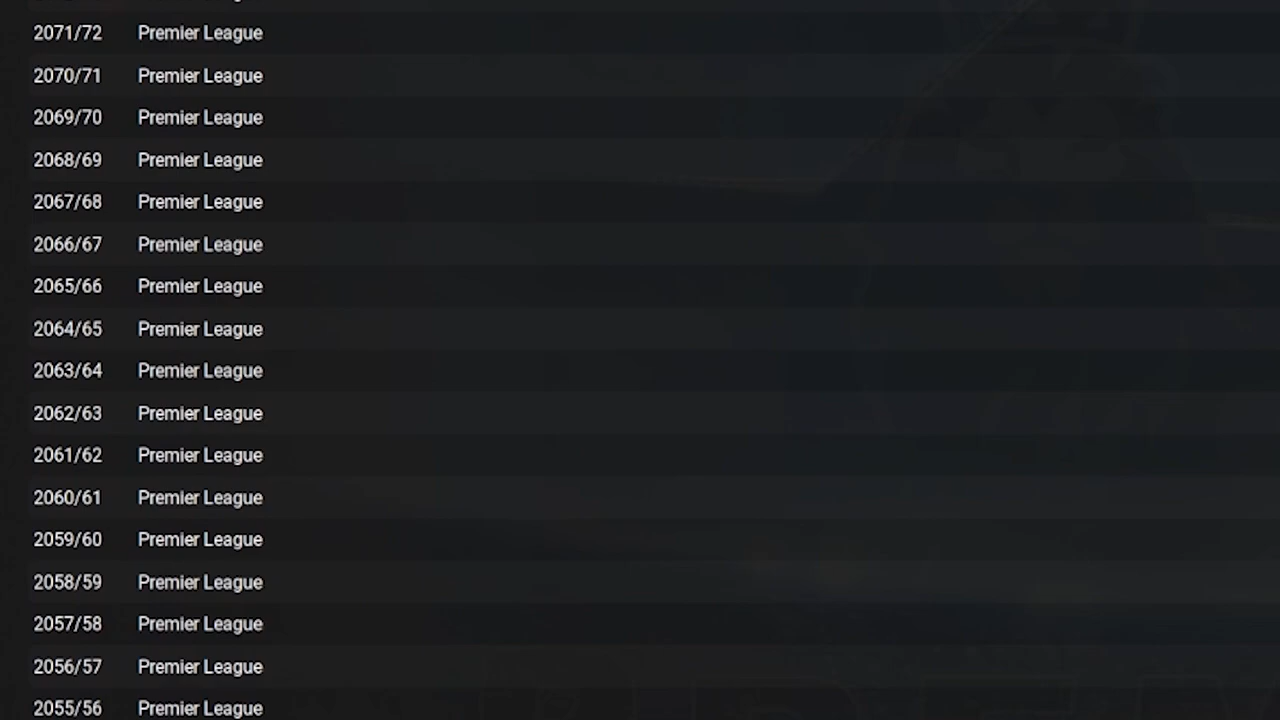 2071/72 Premier League
2070/71 Premier League
2069/70 Premier League
2068/69 Premier League
2067/68 Premier League
2066/67 Premier League
2065/66 Premier League
2064/65 Premier League
2063/64 Premier League
2062/63 Premier League
2061/62 Premier League
2060/61 Premier League
2059/60 Premier League
2058/59 Premier League
2057/58 Premier League
2056/57 Premier League
2055/56 Premier League